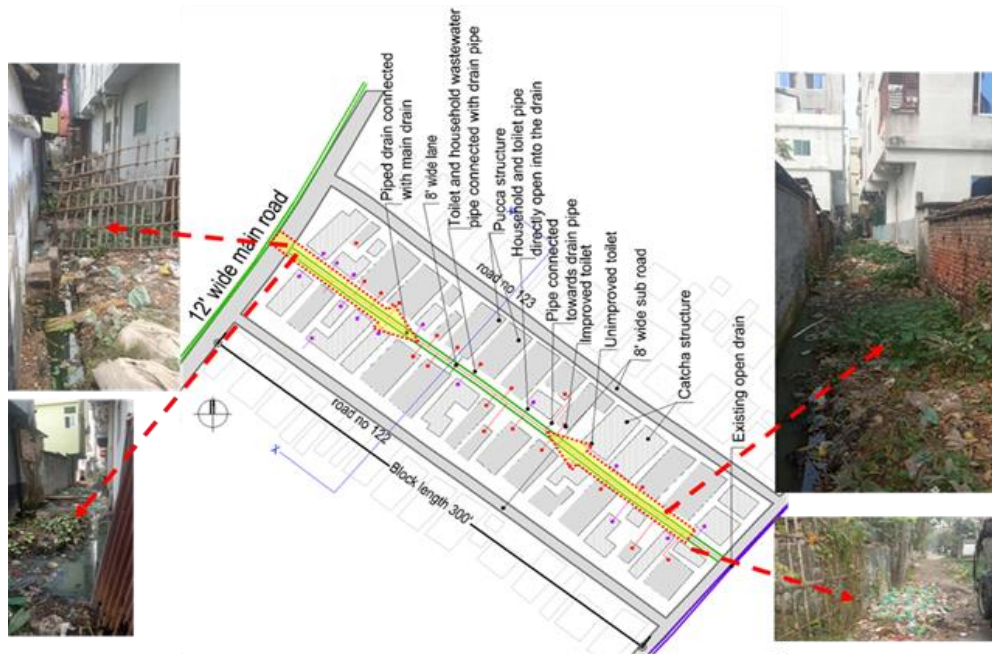 Piped drain connected
with main drain
8' wide lane
Toilet and household wastewater
pipe connected with drain pipe
Pucca structure
Household and toilet pipe
directly open into the drain
Pipe connected
towards drain pipe
Improved toilet
Unimproved toilet
8' wide sub road
Catcha structure
Existing open drain
12' wide main road
road no 123
road no 122
Block length 300'
x